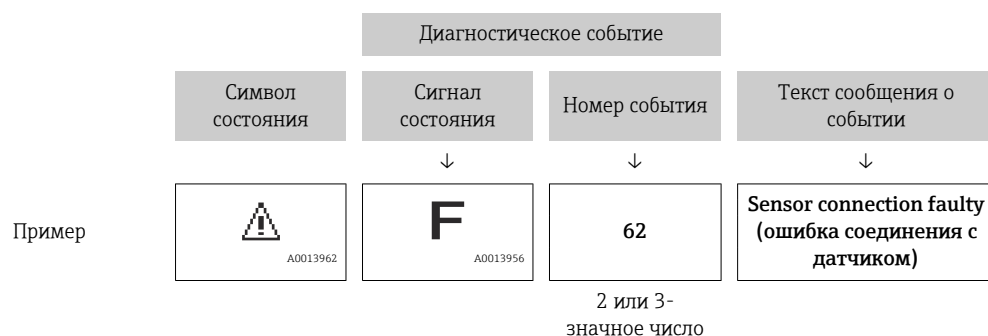 Диагностическое событие
Символ состояния
Сигнал состояния
Номер события
Текст сообщения о событии
↓ ↓ ↓
Пример
A0013962
F
A0013956
62
Sensor connection faulty
(ошибка соединения с
датчиком)
2 или 3-
значное число